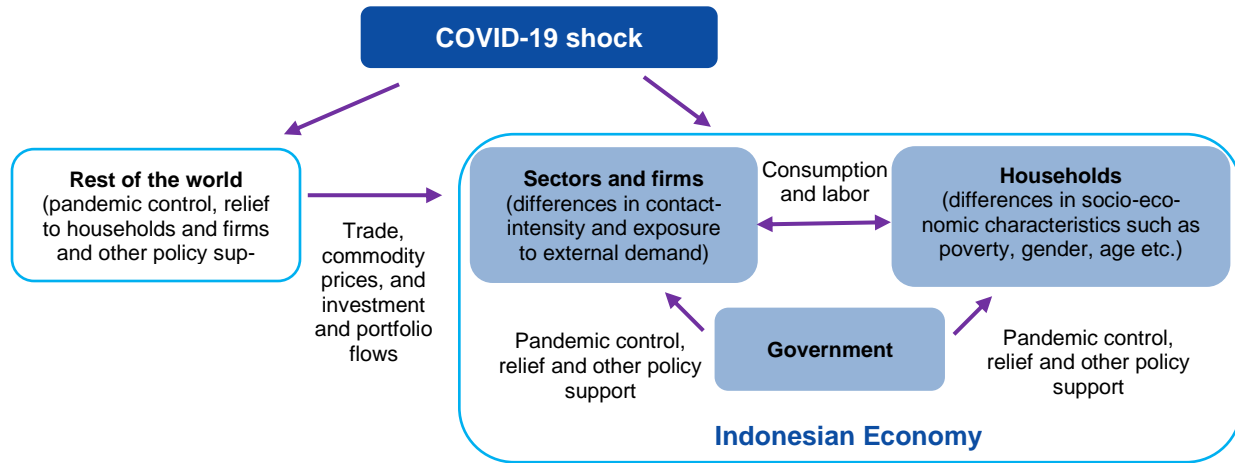 COVID-19 shock
Rest of the world
(pandemic control, relief
to households and firms
and other policy sup-
Trade,
commodity
prices, and
investment
and portfolio
flows
Sectors and firms
(differences in contact-
intensity and exposure
to external demand)
Consumption
and labor
Households
(differences in socio-eco-
nomic characteristics such as
poverty, gender, age etc.)
Pandemic control,
relief and other policy
support
Government
Pandemic control,
relief and other policy
support
Indonesian Economy